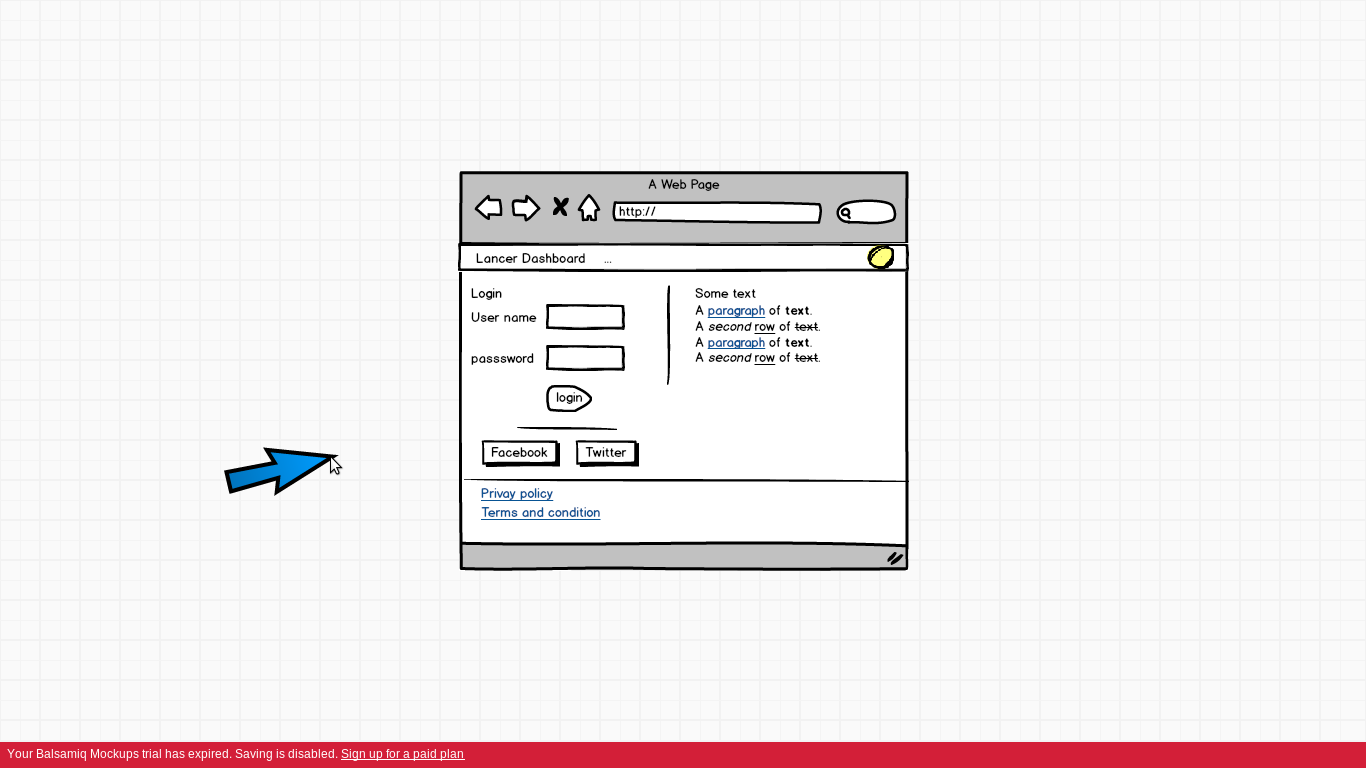 A Web Page
http://
Lancer Dashboard ...
Login
User name
passsword
login
Facebook
Twitter
Some text
A paragraph of text.
A second row of text.
A paragraph of text.
A second row of text.
Privay policy
Terms and condition
Your Balsamiq Mockups trial has expired. Saving is disabled. Sign up for a paid plan